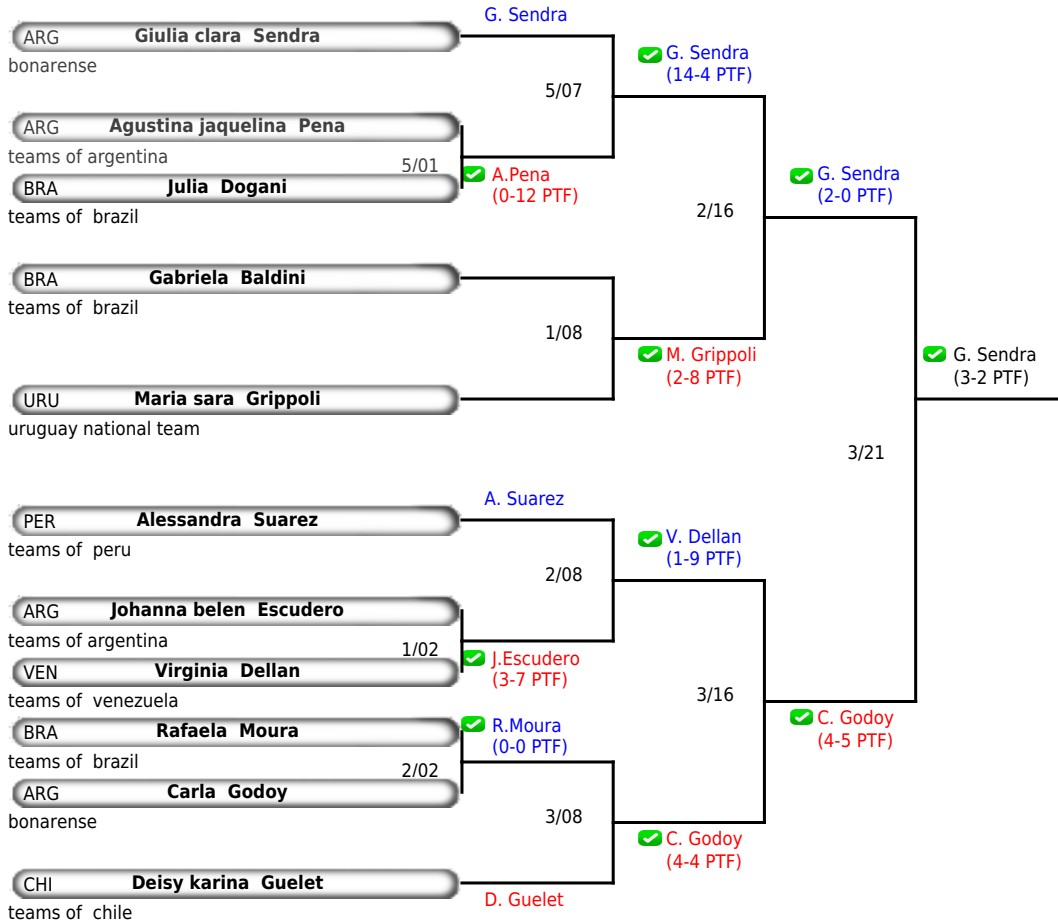 G. Sendra
ARG Giulia clara Sendra
bonarense
G. Sendra
(14-4 PTF)
5/07
ARG Agustina jaquelina Pena
teams of argentina
5/01
A.Pena
(0-12 PTF)
BRA Julia Dogani
teams of brazil
G. Sendra
(2-0 PTF)
2/16
BRA Gabriela Baldini
teams of brazil
1/08
M. Grippoli
(2-8 PTF)
G. Sendra
(3-2 PTF)
URU Maria sara Grippoli
uruguay national team
3/21
A. Suarez
PER Alessandra Suarez
teams of peru
V. Dellan
(1-9 PTF)
2/08
ARG Johanna belen Escudero
teams of argentina
1/02
J.Escudero
(3-7 PTF)
VEN Virginia Dellan
teams of venezuela
3/16
BRA Rafaela Moura
teams of brazil
R.Moura
(0-0 PTF)
C. Godoy
(4-5 PTF)
2/02
ARG Carla Godoy
bonarense
3/08
C. Godoy
(4-4 PTF)
CHI Deisy karina Guelet
teams of chile
D. Guelet